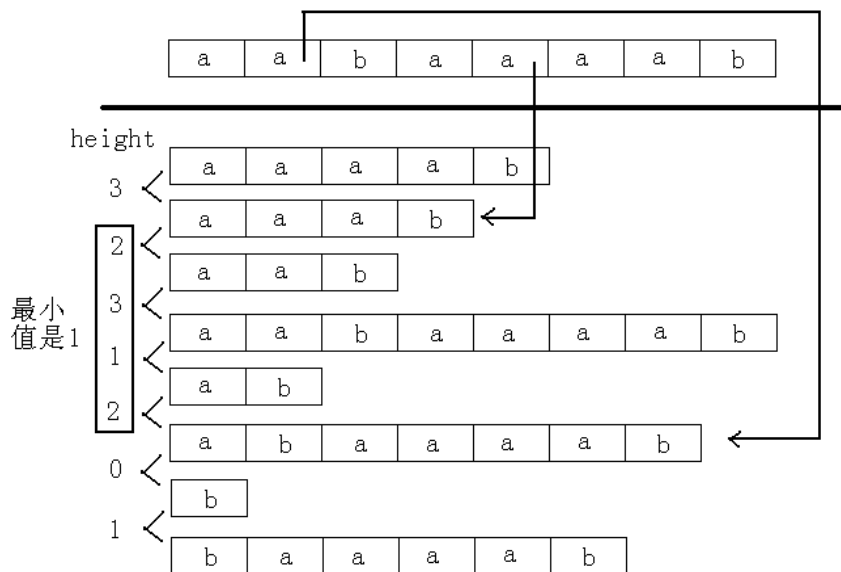 a a b a a a a b
height
a a a a b
3
a a a b
2
a a b
3
最小
值是1
a a b a a a a b
1
a b
2
a b a a a a b
0
b
1
b a a a a b